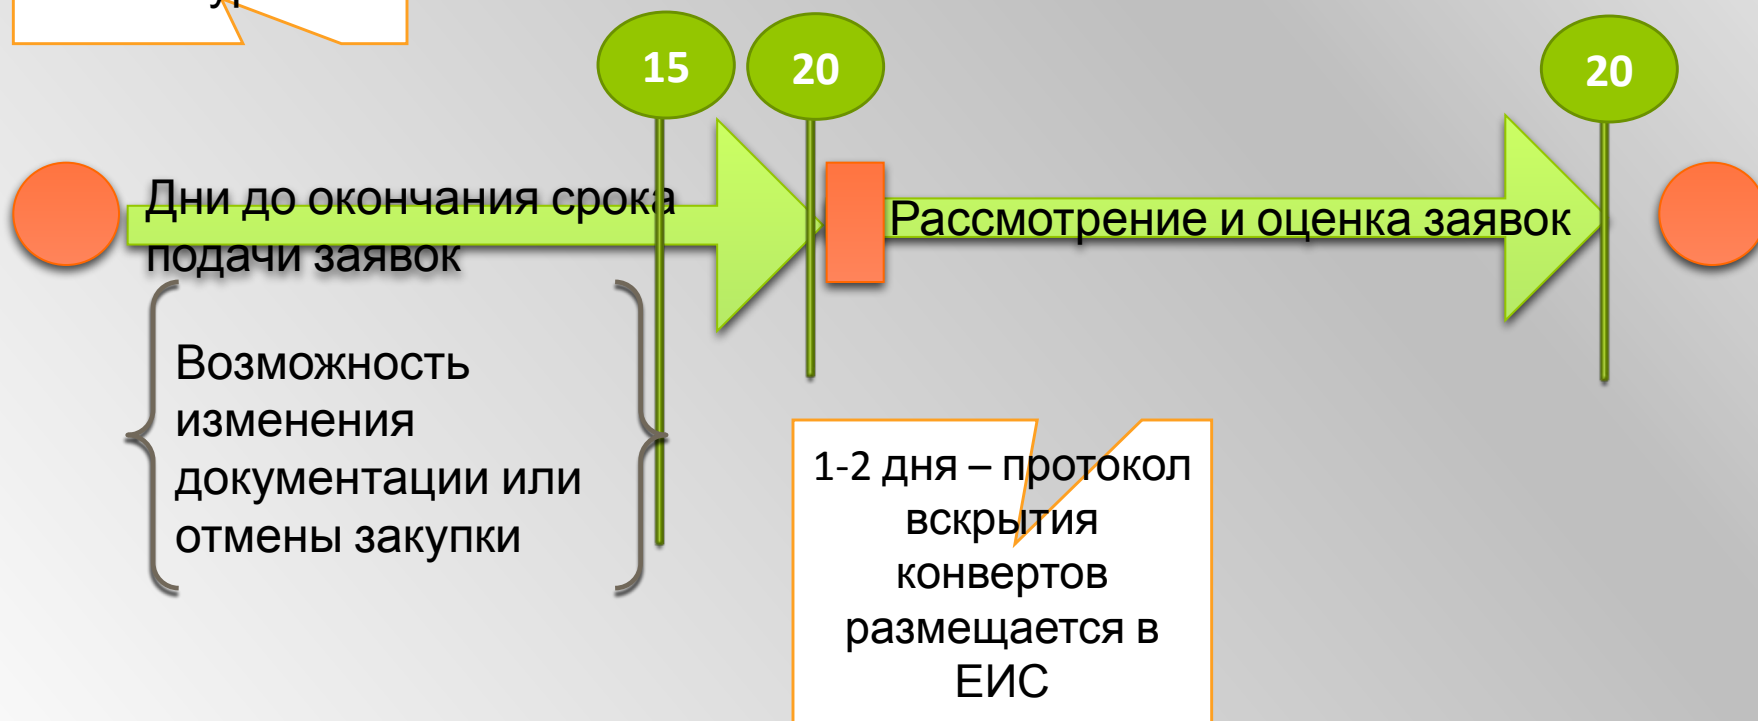 15
20
20
Дни до окончания срока
подачи заявок
Рассмотрение и оценка заявок
Возможность
изменения
документации или
отмены закупки
1-2 дня – протокол
вскрытия
конвертов
размещается в
ЕИС